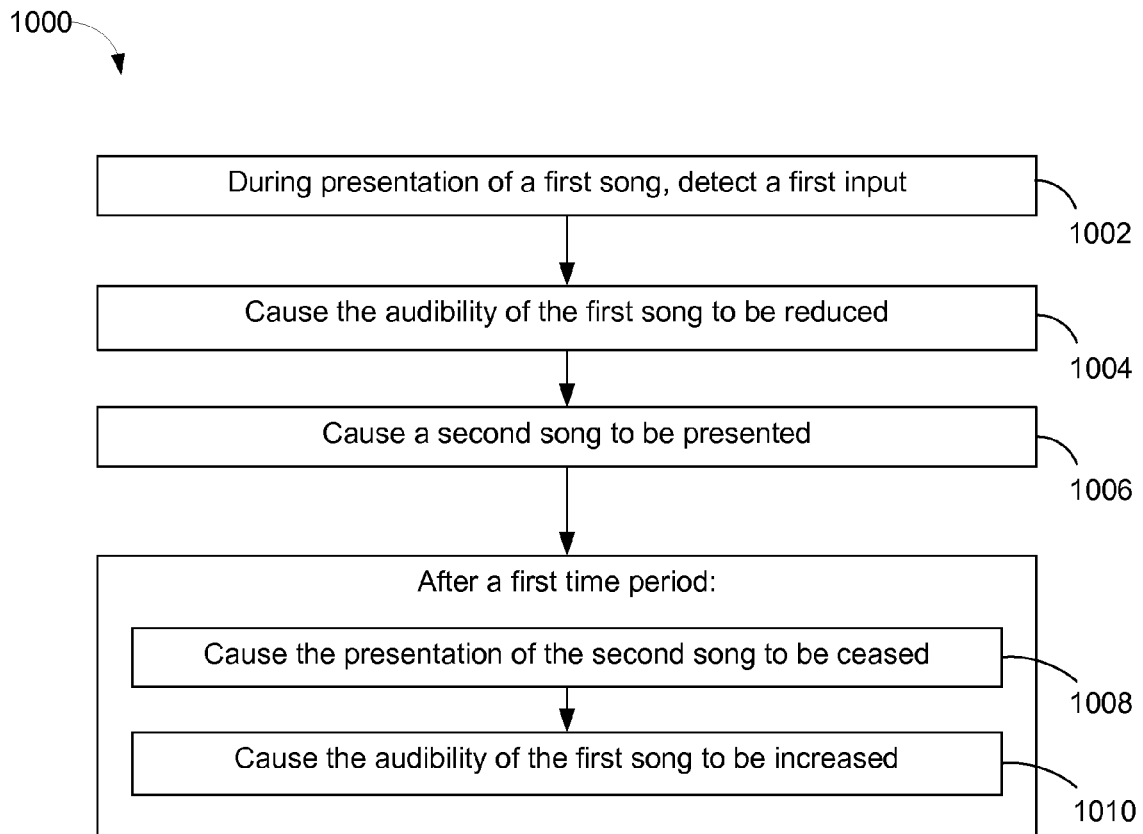 1000
During presentation of a first song, detect a first input
1002
Cause the audibility of the first song to be reduced
1004
Cause a second song to be presented
1006
After a first time period:
Cause the presentation of the second song to be ceased
1008
Cause the audibility of the first song to be increased
1010